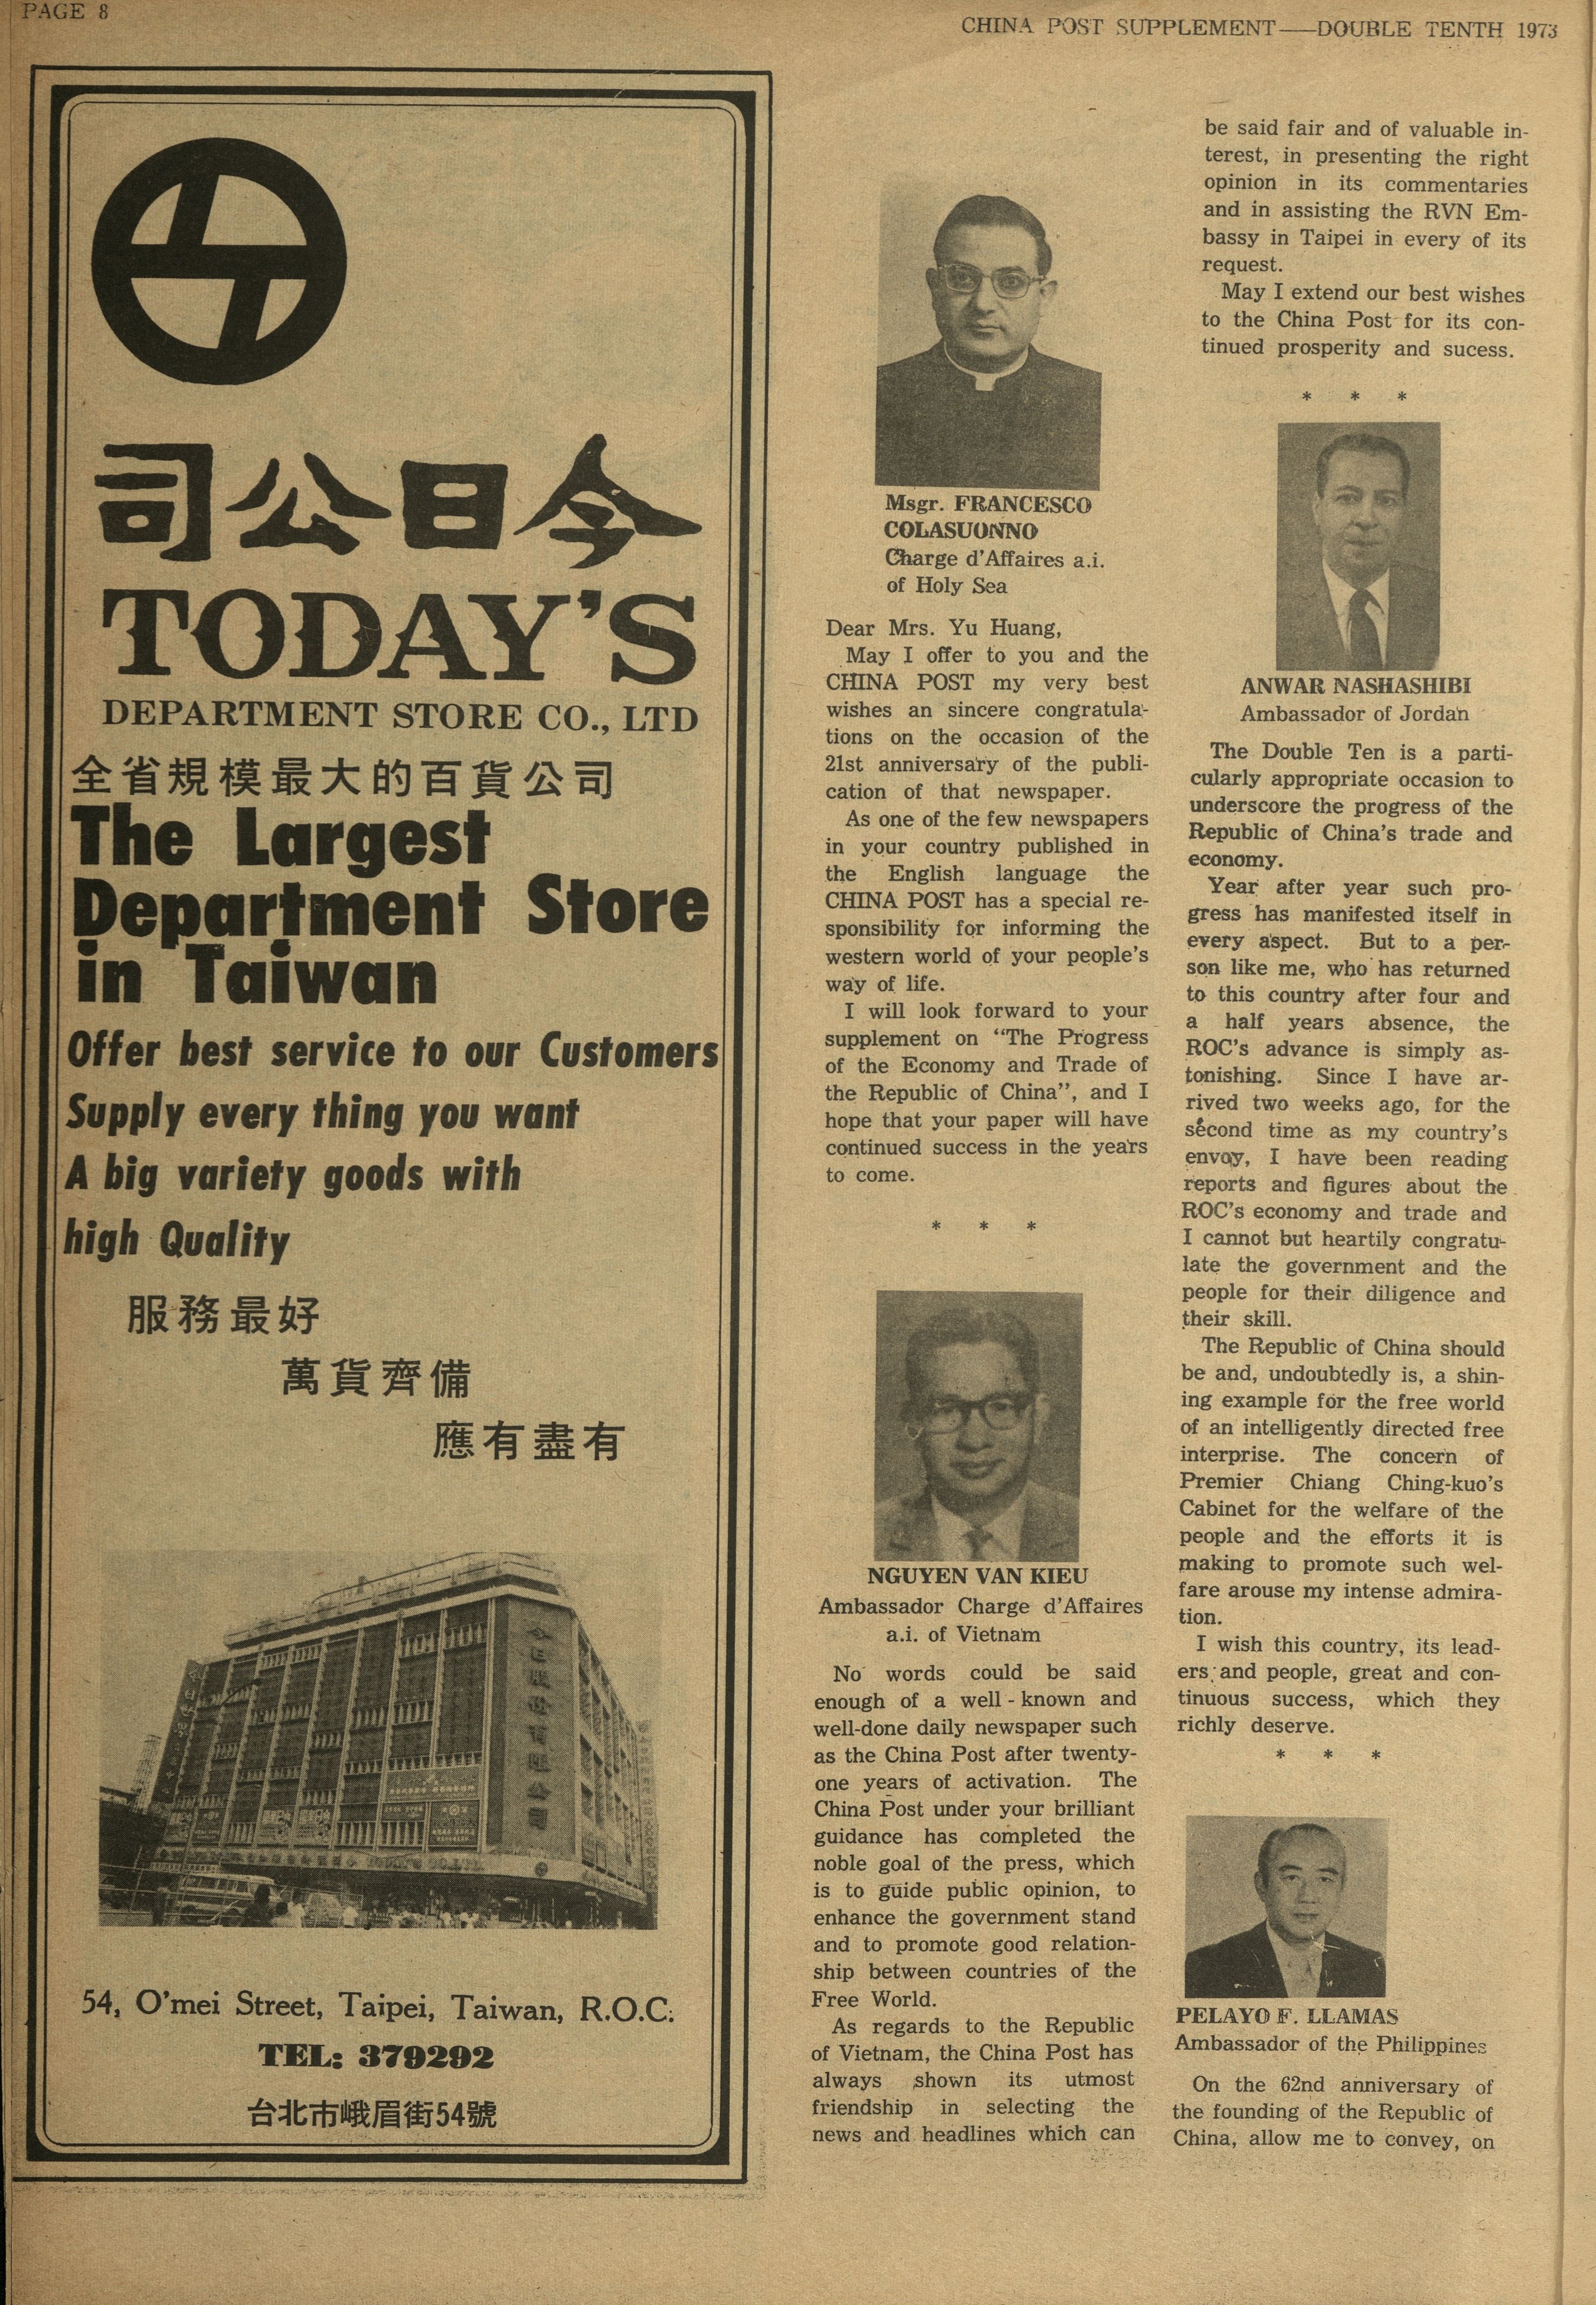 PAGE 8
CHINA POST SUPPLEMENT——DOUBLE TENTH 1973
司公日今
TODAY'S
DEPARTMENT STORE CO., LTD
全省規模最大的百貨公司
The Largest
Department Store
in Taiwan
Offer best service to our Customers
Supply every thing you want
A big variety goods with
high Quality
服務最好
萬貨齊備
應有盡有
54, O'mei Street, Taipei, Taiwan, R.O.C.
TEL: 379292
台北市峨眉街54號
Msgr. FRANCESCO
COLASUONNO
Charge d'Affaires a.i.
of Holy Sea
Dear Mrs. Yu Huang,
May I offer to you and the
CHINA POST my very best
wishes an sincere congratula-
tions on the occasion of the
21st anniversary of the publi-
cation of that newspaper.
As one of the few newspapers
in your country published in
the English language the
CHINA POST has a special re-
sponsibility for informing the
western world of your people's
way of life.
I will look forward to your
supplement on "The Progress
of the Economy and Trade of
the Republic of China", and I
hope that your paper will have
continued success in the years
to come.
* * *
NGUYEN VAN KIEU
Ambassador Charge d'Affaires
a.i. of Vietnam
No words could be said
enough of a well - known and
well-done daily newspaper such
as the China Post after twenty-
one years of activation. The
China Post under your brilliant
guidance has completed the
noble goal of the press, which
is to guide public opinion, to
enhance the government stand
and to promote good relation-
ship between countries of the
Free World.
As regards to the Republic
of Vietnam, the China Post has
always shown its utmost
friendship in selecting the
news and headlines which can
be said fair and of valuable in-
terest, in presenting the right
opinion in its commentaries
and in assisting the RVN Em-
bassy in Taipei in every of its
request.
May I extend our best wishes
to the China Post for its con-
tinued prosperity and sucess.
* * *
ANWAR NASHASHIBI
Ambassador of Jordan
The Double Ten is a parti-
cularly appropriate occasion to
underscore the progress of the
Republic of China's trade and
economy.
Year after year such pro-
gress has manifested itself in
every aspect. But to a per-
son like me, who has returned
to this country after four and
a half years absence, the
ROC's advance is simply as-
tonishing. Since I have ar-
rived two weeks ago, for the
second time as my country's
envoy, I have been reading
reports and figures about the
ROC's economy and trade and
I cannot but heartily congratu-
late the government and the
people for their diligence and
their skill.
The Republic of China should
be and, undoubtedly is, a shin-
ing example for the free world
of an intelligently directed free
interprise. The concern of
Premier Chiang Ching-kuo's
Cabinet for the welfare of the
people and the efforts it is
making to promote such wel-
fare arouse my intense admira-
tion.
I wish this country, its lead-
ers and people, great and con-
tinuous success, which they
richly deserve.
* * *
PELAYO F. LLAMAS
Ambassador of the Philippines
On the 62nd anniversary of
the founding of the Republic of
China, allow me to convey, on